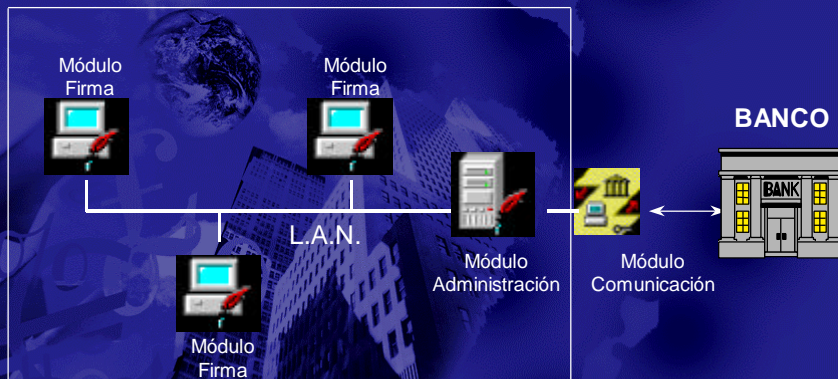 Módulo
Firma
Módulo
Firma
BANCO
BANK
L.A.N.
Módulo
Administración
Módulo
Comunicación
Módulo
Firma